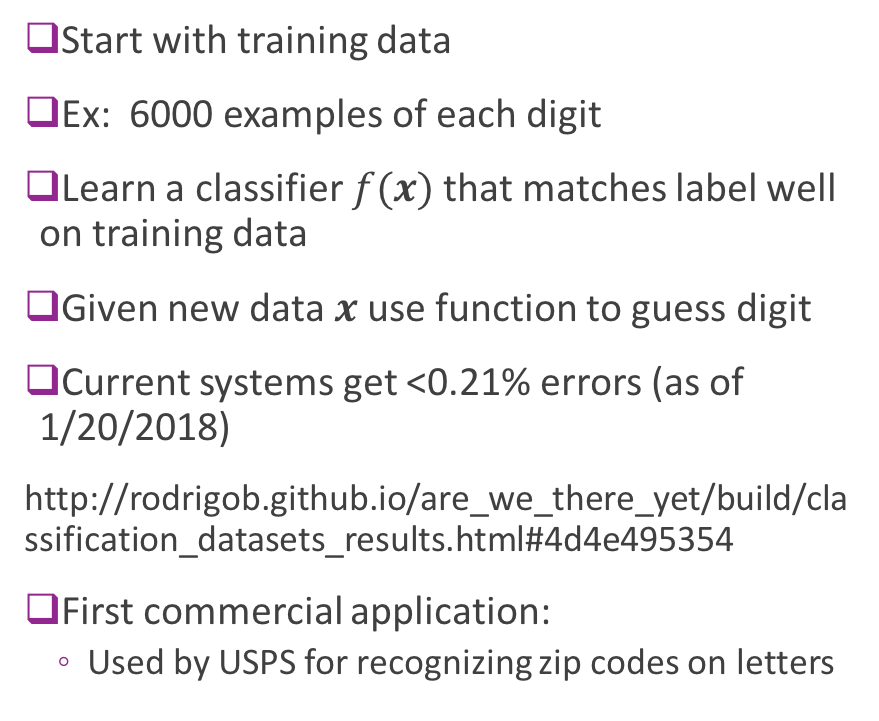 ❑Start with training data
❑Ex: 6000 examples of each digit
❑Learn a classifier 𝑓(𝒙) that matches label well
on training data
❑Given new data 𝒙 use function to guess digit
❑Current systems get <0.21% errors (as of
1/20/2018)
http://rodrigob.github.io/are_we_there_yet/build/cla
ssification_datasets_results.html#4d4e495354
❑First commercial application:
◦ Used by USPS for recognizing zip codes on letters